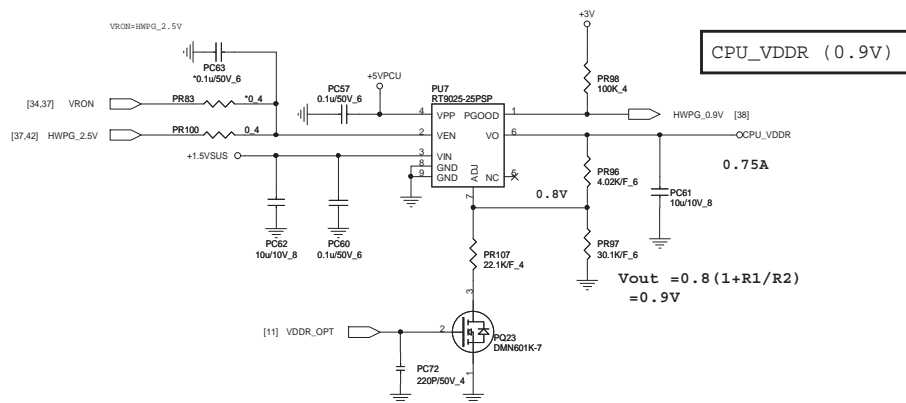 VRON=HWPG_2.5V
+3V
CPU_VDDR (0.9V)
PC63
*0.1u/50V_6
PC57
0.1u/50V_6
+5VPCU
PU7
RT9025-25PSP
PR98
100K_4
[34,37] VRON
PR83
*0_4
4
VPP
PGOOD
1
HWPG_0.9V [38]
[37,42] HWPG_2.5V
PR100
0_4
2
VEN
VO
6
CPU_VDDR
+1.5VSUS
3
VIN
8
GND
9
GND
ADJ
NC
5
7
0.8V
0.75A
PR96
4.02K/F_6
PC61
10u/10V_8
PC62
10u/10V_8
PC60
0.1u/50V_6
PR107
22.1K/F_4
PR97
30.1K/F_6
Vout =0.8(1+R1/R2)
=0.9V
3
[11] VDDR_OPT
2
PQ23
DMN601K-7
1
PC72
220P/50V_4